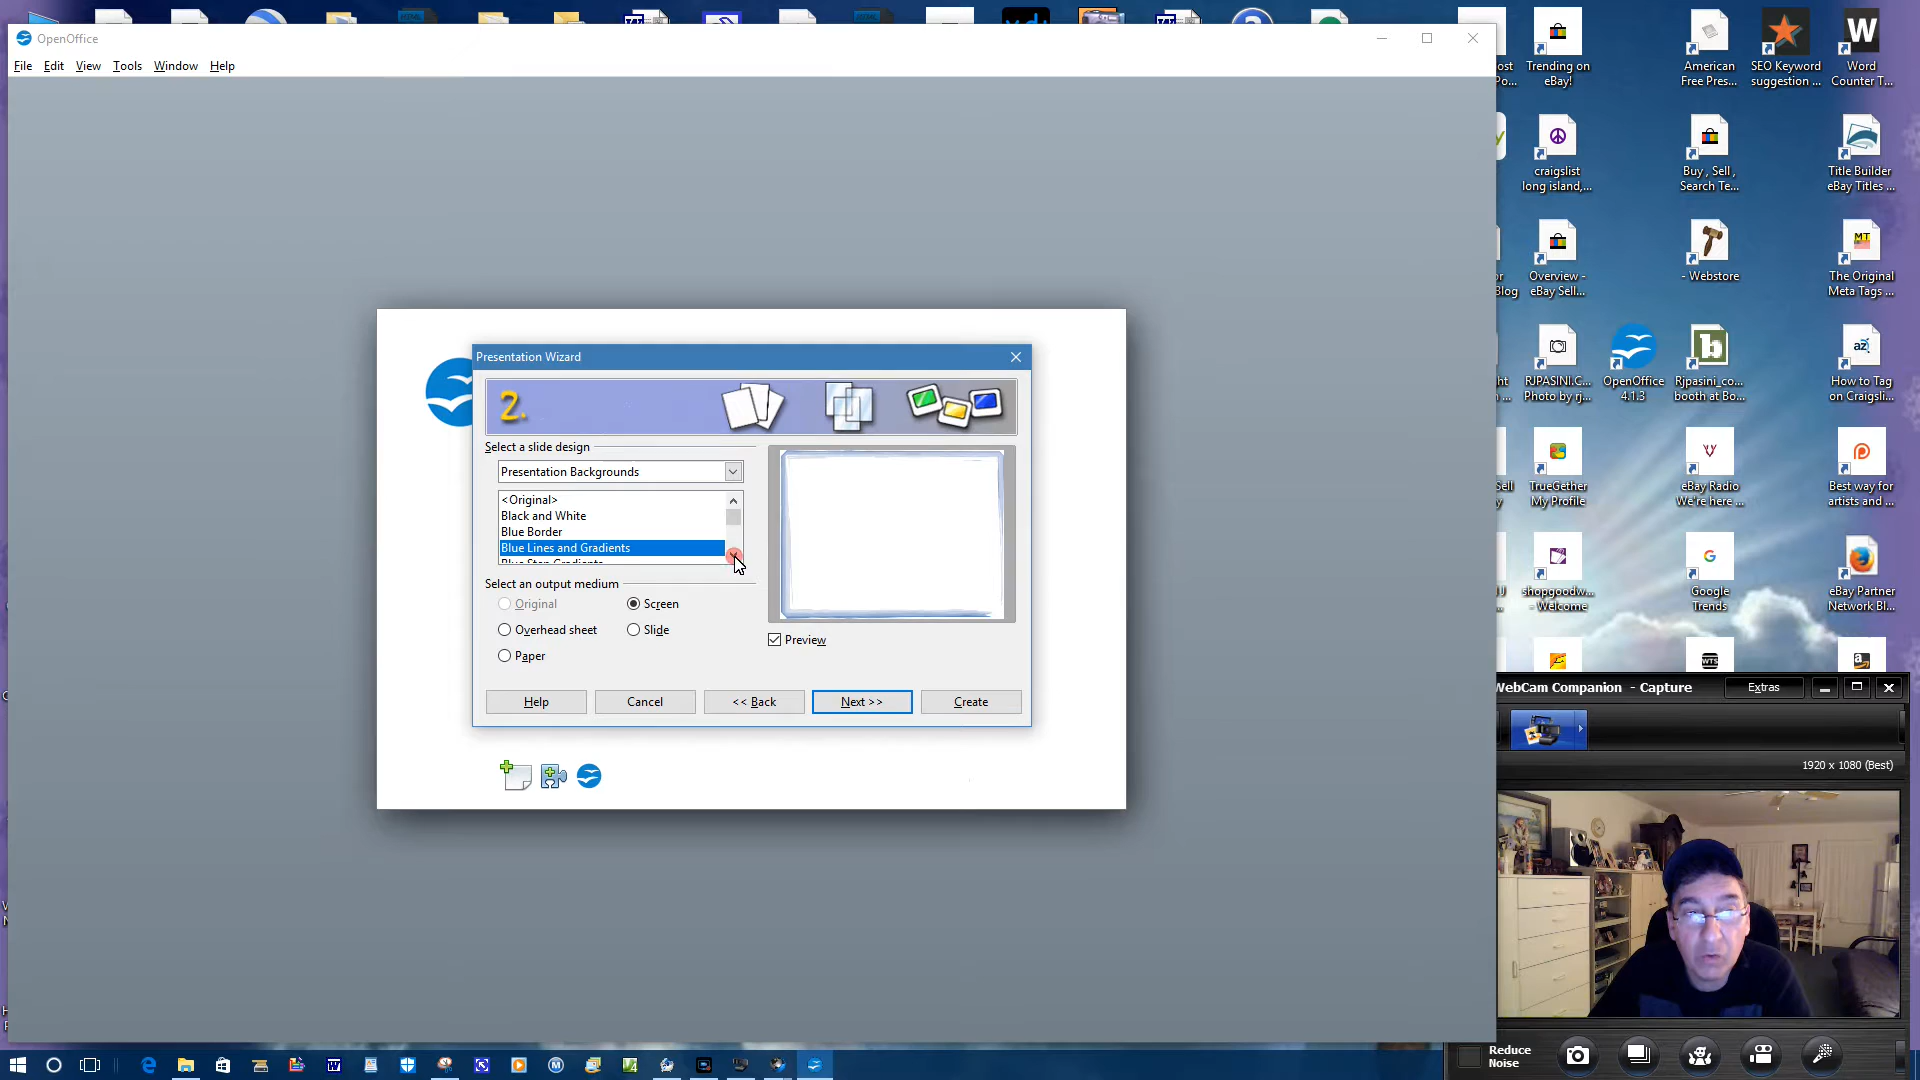 OpenOffice
File Edit View Tools Window Help
Presentation Wizard
2.
Select a slide design
Presentation Backgrounds
<Original>
Black and White
Blue Border
Blue Lines and Gradients
Select an output medium
Original
Screen
Overhead sheet
Slide
Paper
Preview
Help
Cancel
<< Back
Next >>
Create
Trending on
eBay!
American
Free Pres...
SEO Keyword
suggestion ...
W
Word
Counter T...
craigslist
long island,...
Buy , Sell ,
Search Te...
Title Builder
eBay Titles ...
Blog
Overview -
eBay Sell...
- Webstore
MT
The Original
Meta Tags ...
RJPASINI.C...
Photo by rj...
OpenOffice
4.1.3
b
Rjpasini_co...
booth at Bo...
az
How to Tag
on Craigsli...
TrueGether
My Profile
eBay Radio
We're here ...
Best way for
artists and ...
shopgoodw...
- Welcome
G
Google
Trends
eBay Partner
Network Bl...
WTS
a
WebCam Companion - Capture
Extras
1920 x 1080 (Best)
Reduce
Noise